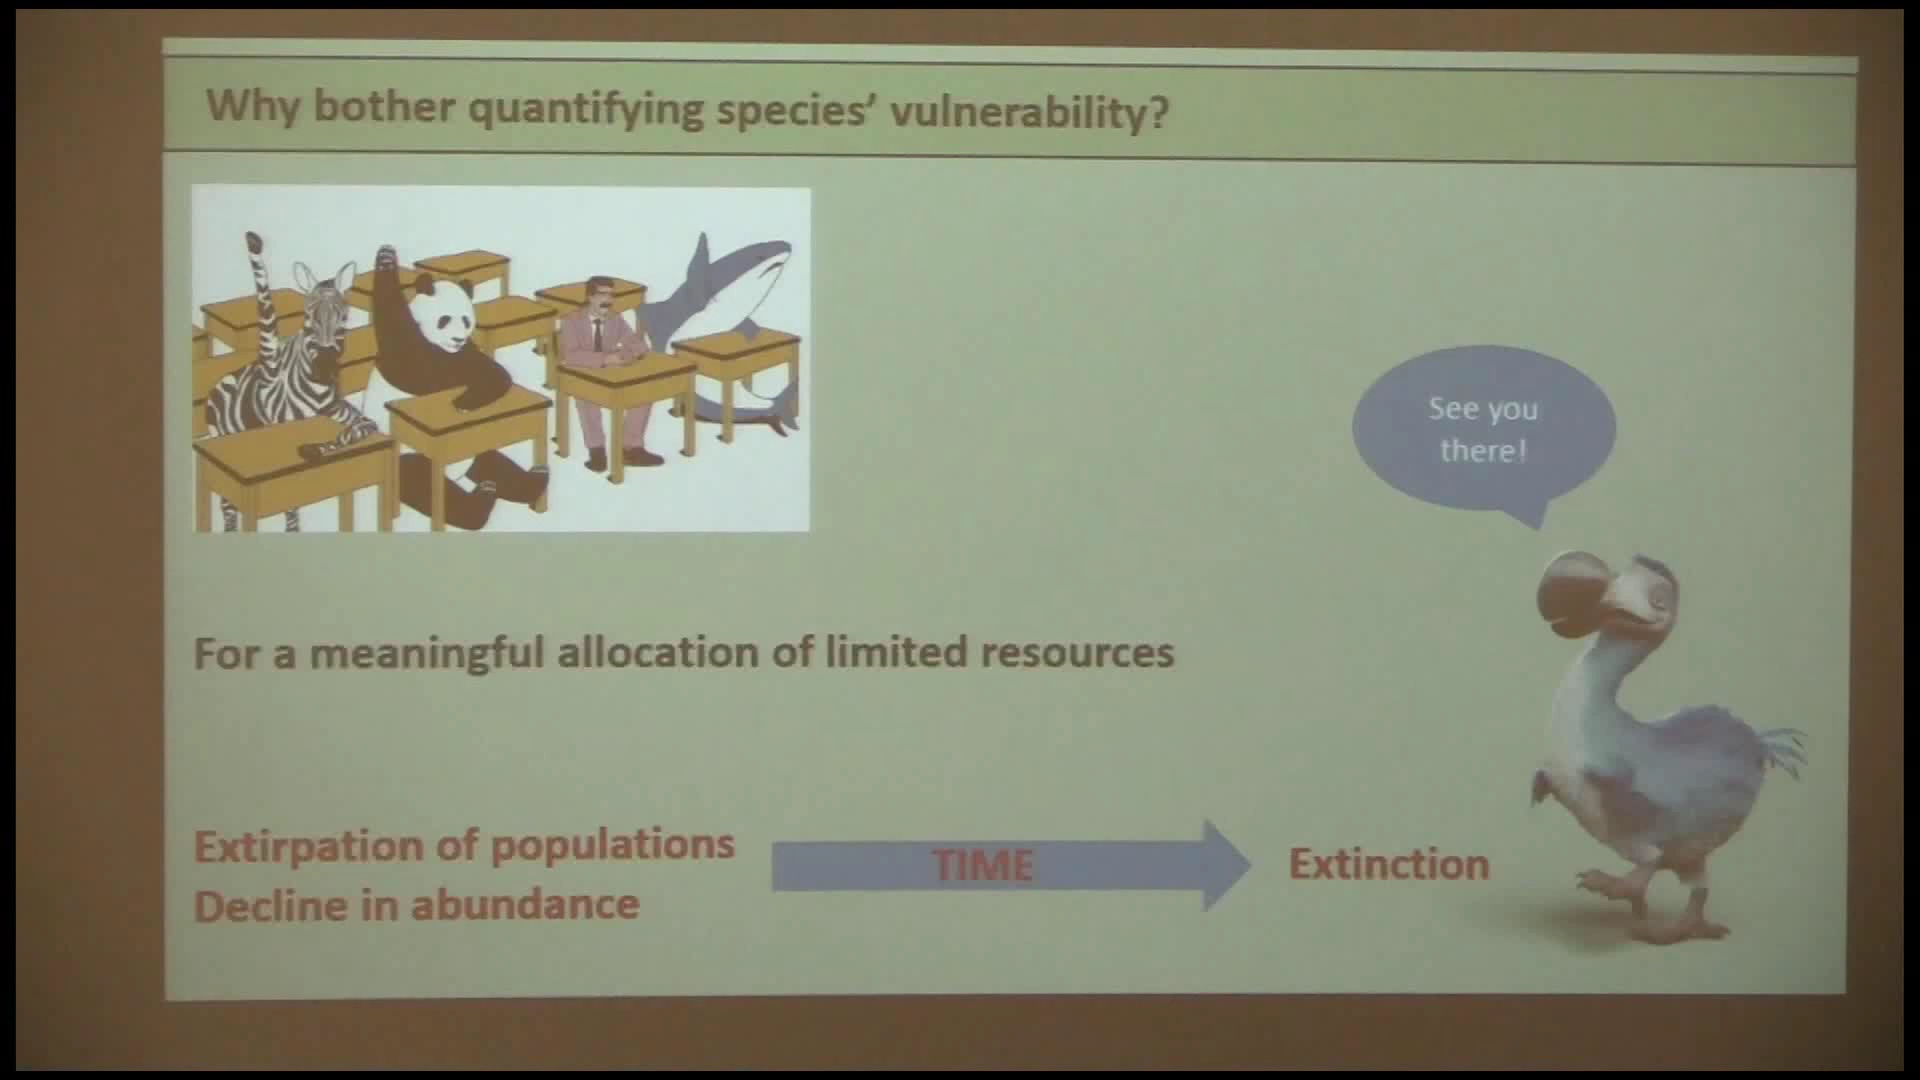 Why bother quantifying species’ vulnerability?
See you
there!
For a meaningful allocation of limited resources
Extirpation of populations
Decline in abundance
TIME
Extinction